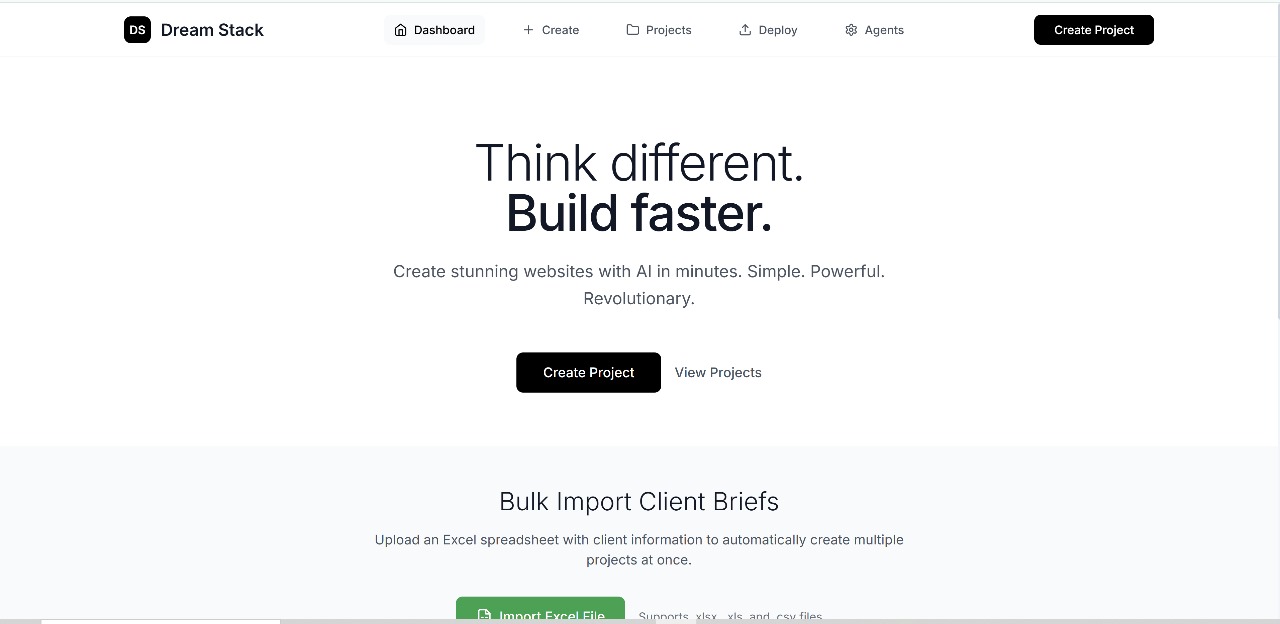 DS Dream Stack
Dashboard
Create
Projects
Deploy
Agents
Create Project
Think different.
Build faster.
Create stunning websites with AI in minutes. Simple. Powerful.
Revolutionary.
Create Project
View Projects
Bulk Import Client Briefs
Upload an Excel spreadsheet with client information to automatically create multiple
projects at once.
Import Excel File
Supports .xlsx, .xls, and .csv files